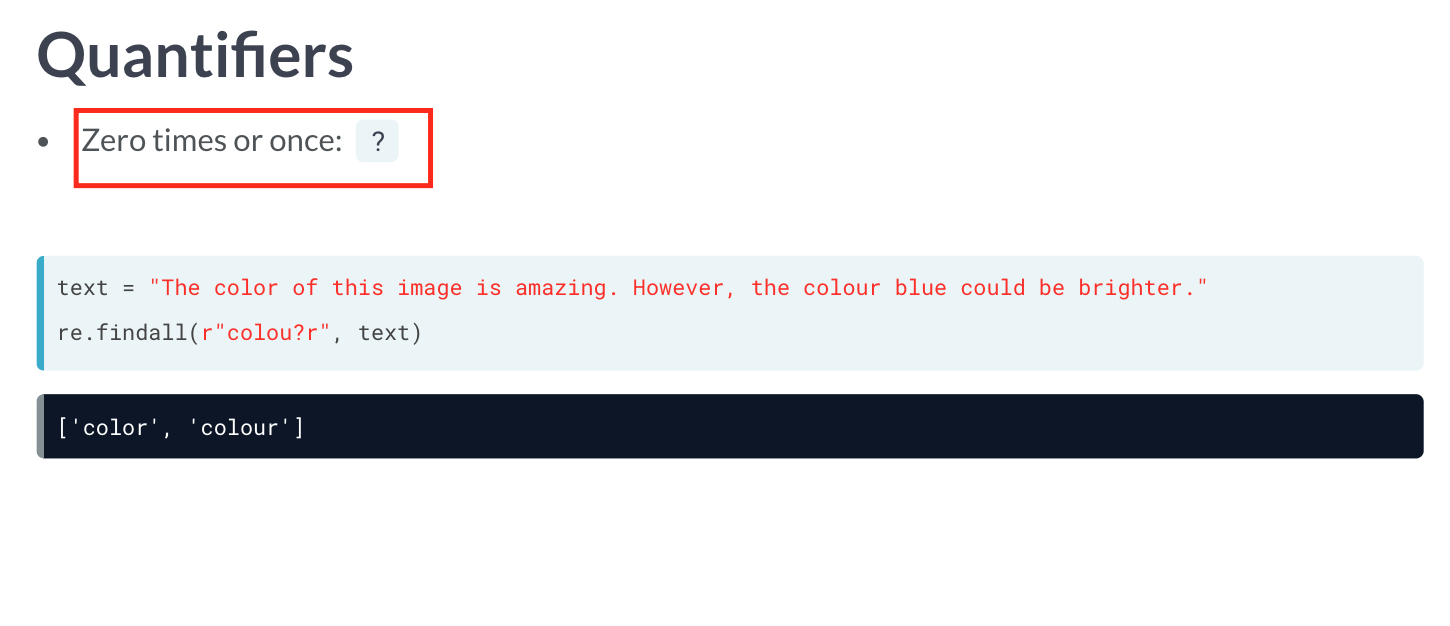 Quantifiers
• Zero times or once: ?
text = "The color of this image is amazing. However, the colour blue could be brighter."
re.findall(r"colou?r", text)
['color', 'colour']